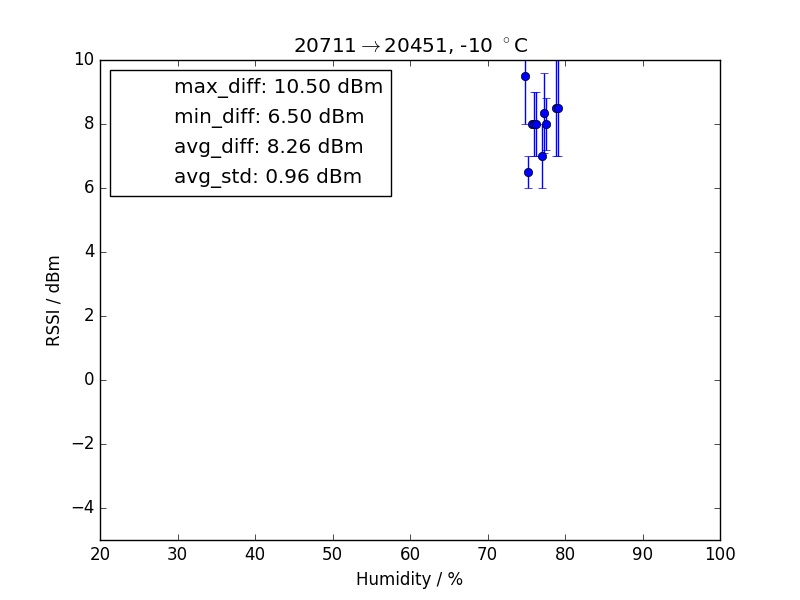 20711→20451, -10 °C
max_diff: 10.50 dBm
min_diff: 6.50 dBm
avg_diff: 8.26 dBm
avg_std: 0.96 dBm
10
8
6
4
2
0
−2
−4
RSSI / dBm
20 30 40 50 60 70 80 90 100
Humidity / %